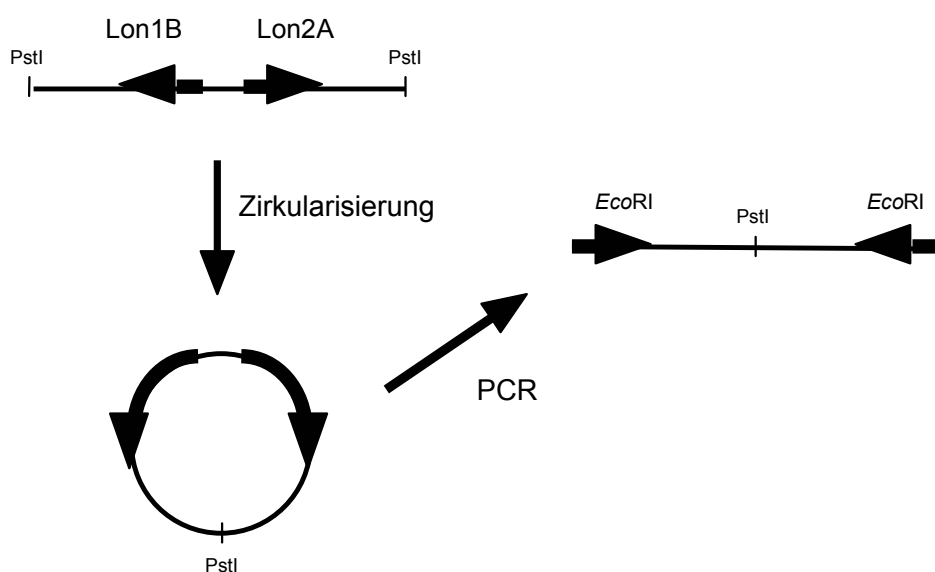 Lon1B
Lon2A
PstI
PstI
Zirkularisierung
EcoRI
PstI
EcoRI
PCR
PstI